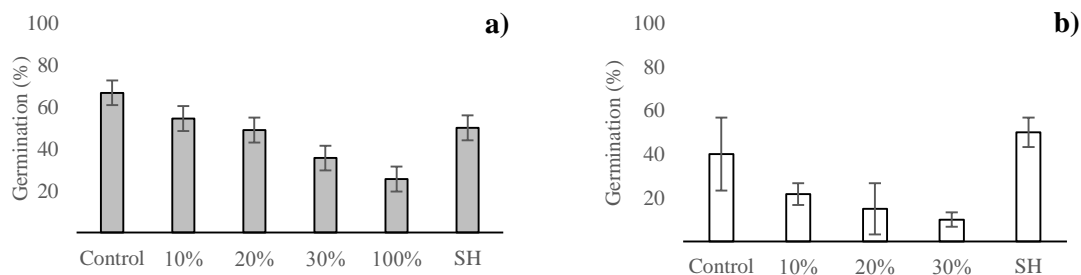 a)
Germination (%)
100
80
60
40
20
Control 10% 20% 30% 100% SH
b)
Germination (%)
100
80
60
40
20
Control 10% 20% 30% SH